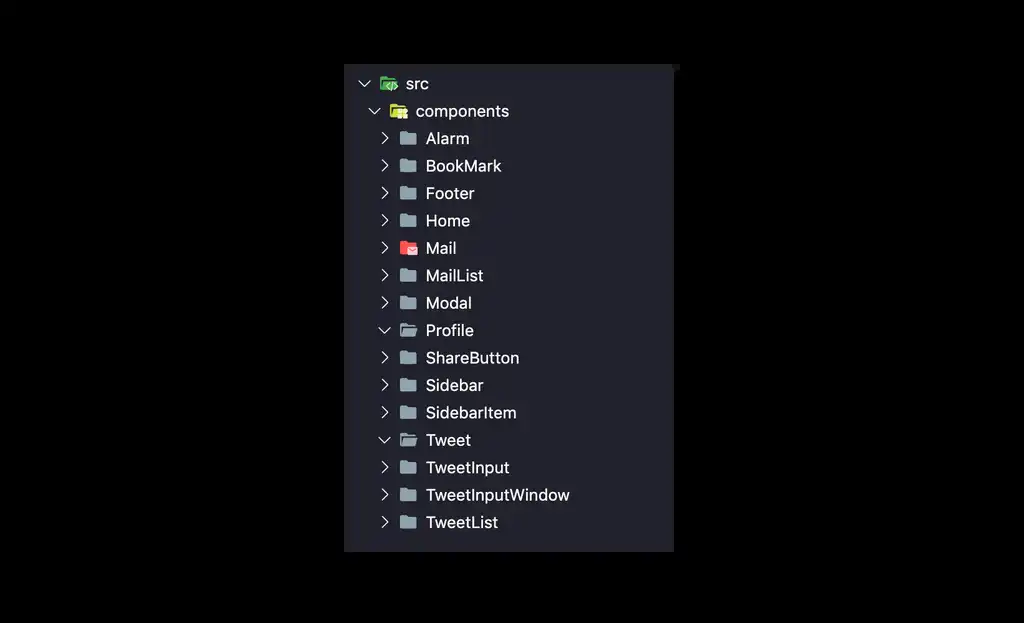 src
components
Alarm
BookMark
Footer
Home
Mail
MailList
Modal
Profile
ShareButton
Sidebar
SidebarItem
Tweet
TweetInput
TweetInputWindow
TweetList